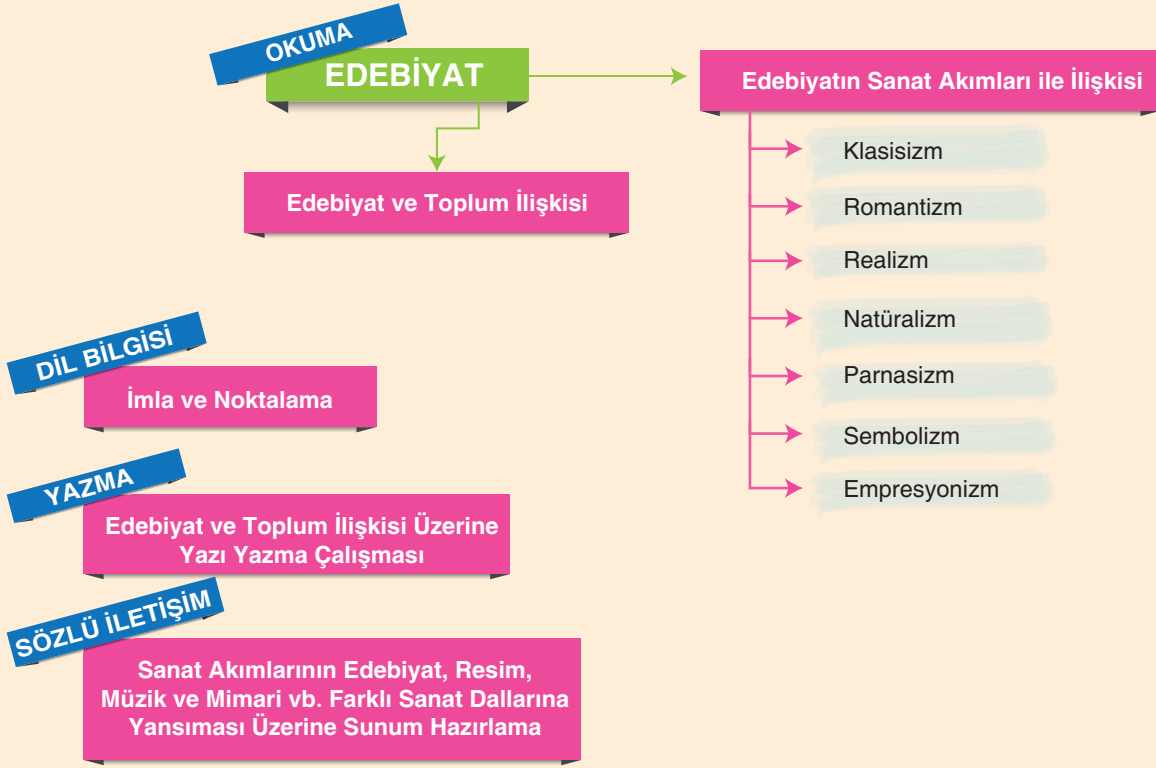 OKUMA
EDEBİYAT
Edebiyat ve Toplum İlişkisi
Edebiyatın Sanat Akımları ile İlişkisi
Klasisizm
Romantizm
Realizm
Natüralizm
Parnasizm
Sembolizm
Empresyonizm
DİL BİLGİSİ
İmla ve Noktalama
YAZMA
Edebiyat ve Toplum İlişkisi Üzerine
Yazı Yazma Çalışması
SÖZLÜ İLETİŞİM
Sanat Akımlarının Edebiyat, Resim,
Müzik ve Mimari vb. Farklı Sanat Dallarına
Yansıması Üzerine Sunum Hazırlama